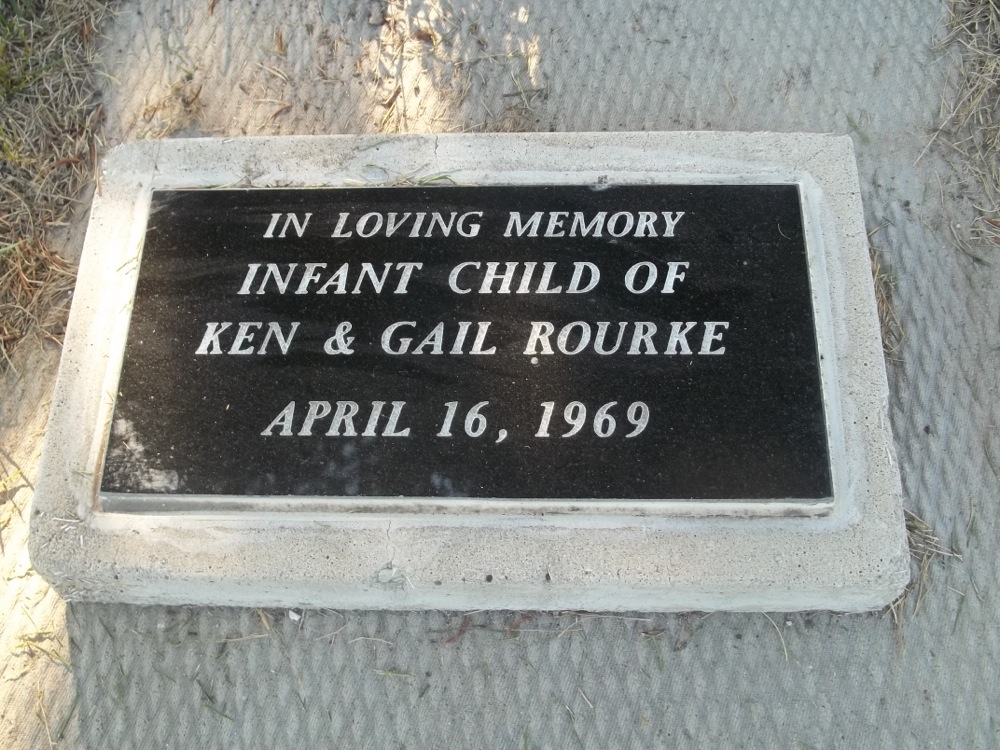 IN LOVING MEMORY
INFANT CHILD OF
KEN & GAIL ROURKE
APRIL 16, 1969